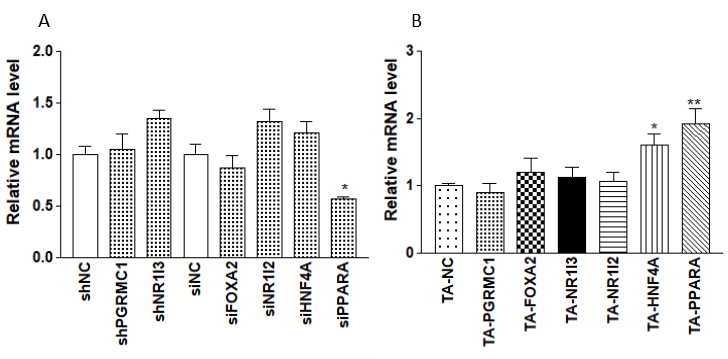 A
Relative mRNA level
2.0
1.5
1.0
0.5
0.0
*
shNC
shPGRMC1
shNR1I3
siNC
siFOXA2
siNR1I2
siHNF4A
siPPARA
B
Relative mRNA level
3
2
1
0
*
**
TA-NC
TA-PGRMC1
TA-FOXA2
TA-NR1I3
TA-NR1I2
TA-HNF4A
TA-PPARA